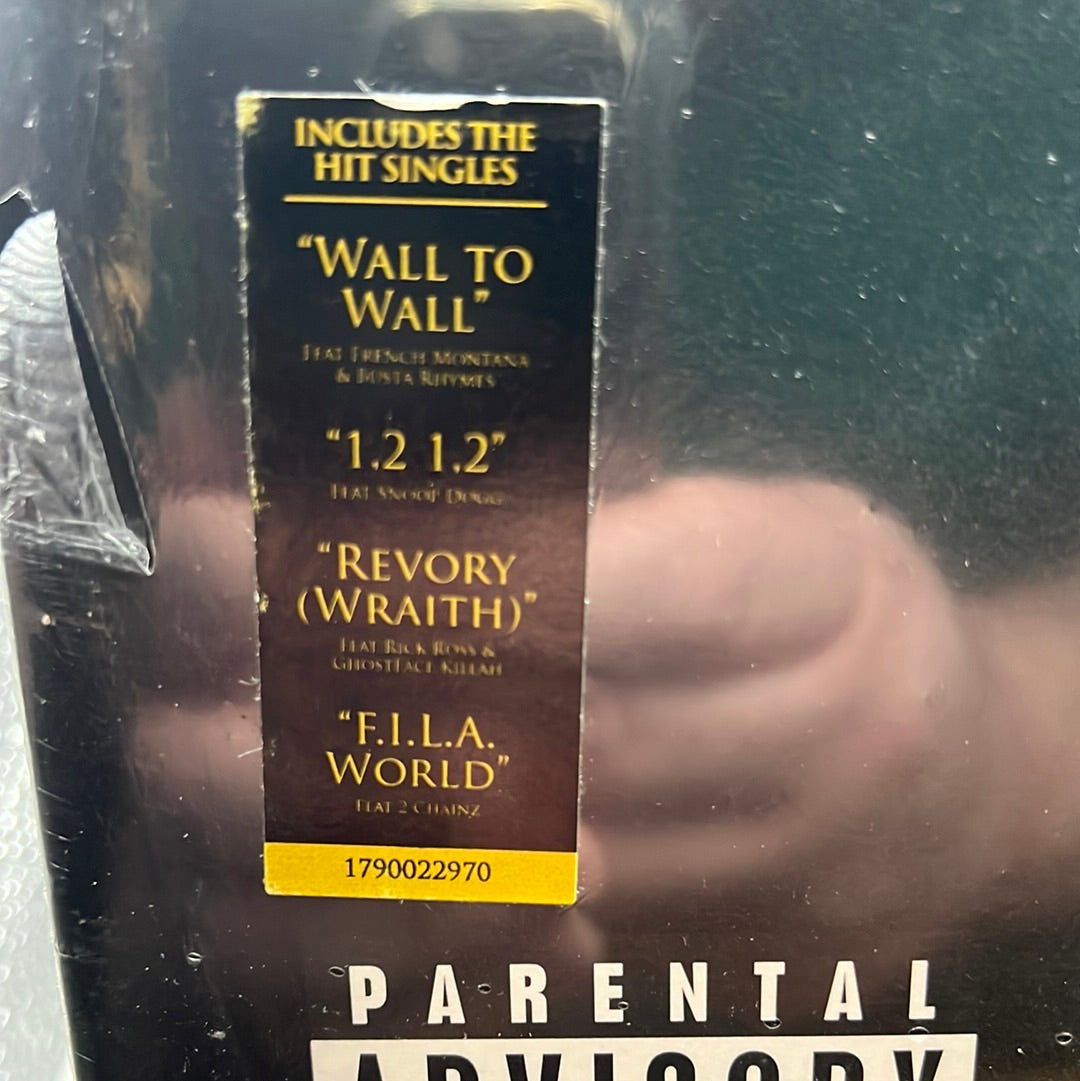 INCLUDES THE
HIT SINGLES
“WALL TO
WALL”
FEAT FRENCH MONTANA
& BUSTA RHYMES
“1.2 1.2”
FEAT SNOOP DOGG
“REVORY
(WRAITH)”
FEAT RICK ROSS &
GHOSTFACE KILLAH
“F.I.L.A.
WORLD”
FEAT 2 CHAINZ
1790022970
PARENTAL
ADVISORY